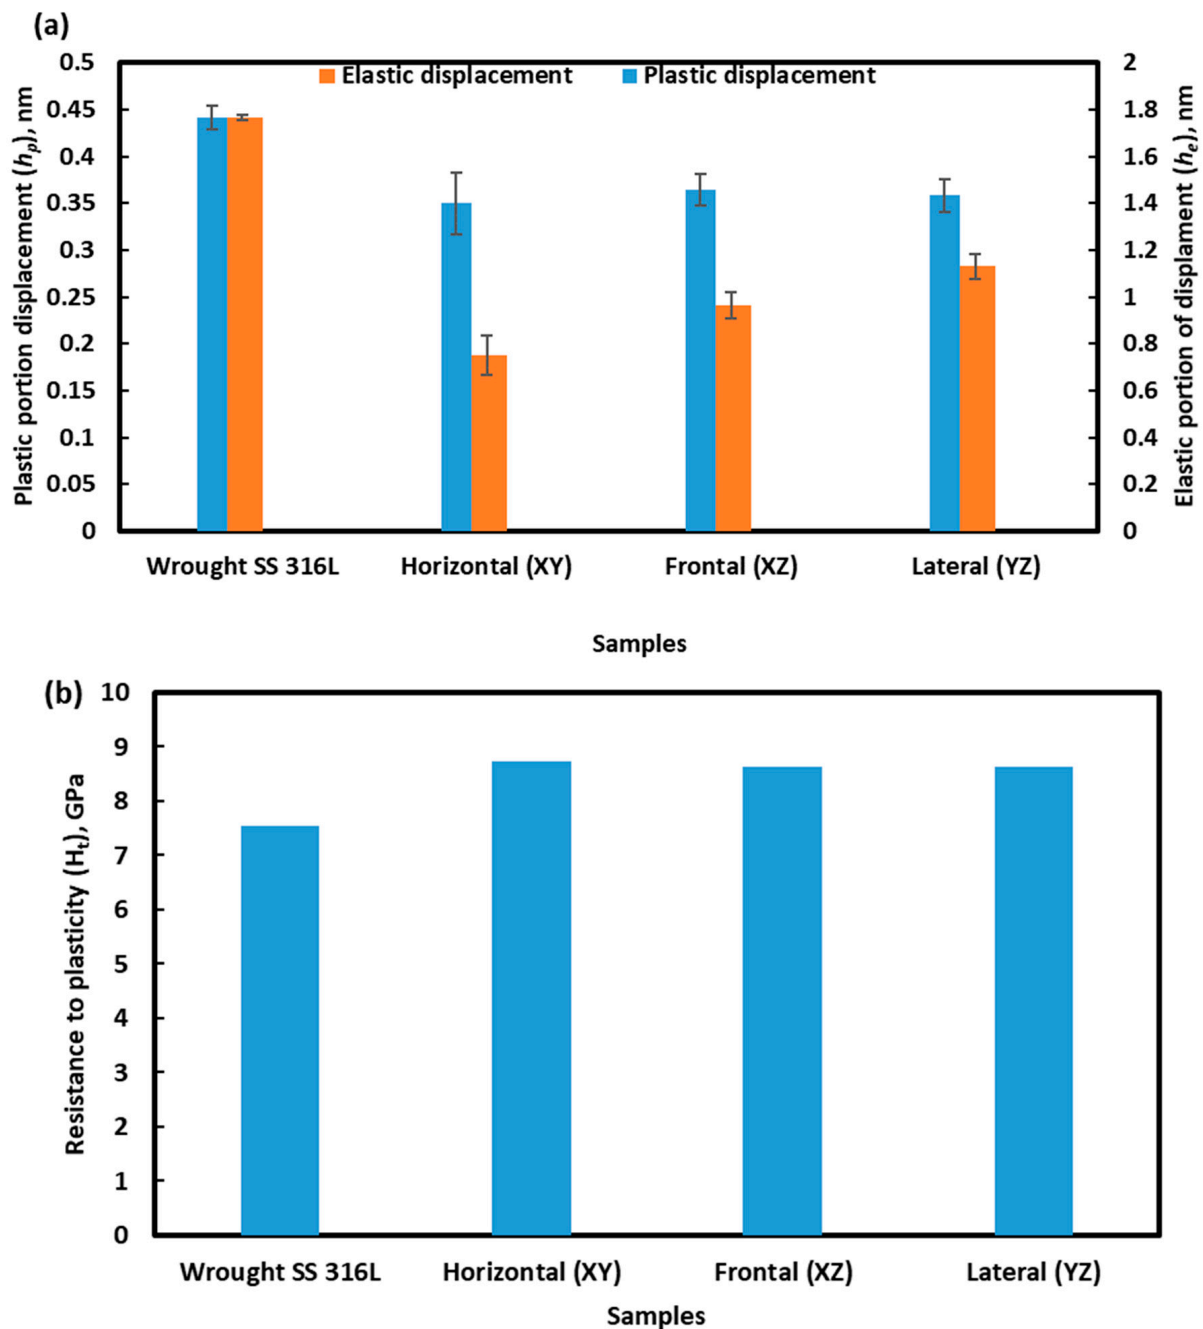 (a)
Elastic displacement
Plastic displacement
Plastic portion displacement (hp), nm
0.5
0.45
0.4
0.35
0.3
0.25
0.2
0.15
0.1
0.05
0
2
1.8
1.6
1.4
1.2
1
0.8
0.6
0.4
0.2
0
Elastic portion of displament (he), nm
Wrought SS 316L
Horizontal (XY)
Frontal (XZ)
Lateral (YZ)
Samples
(b)
Resistance to plasticity (Ht), GPa
10
9
8
7
6
5
4
3
2
1
0
Wrought SS 316L
Horizontal (XY)
Frontal (XZ)
Lateral (YZ)
Samples